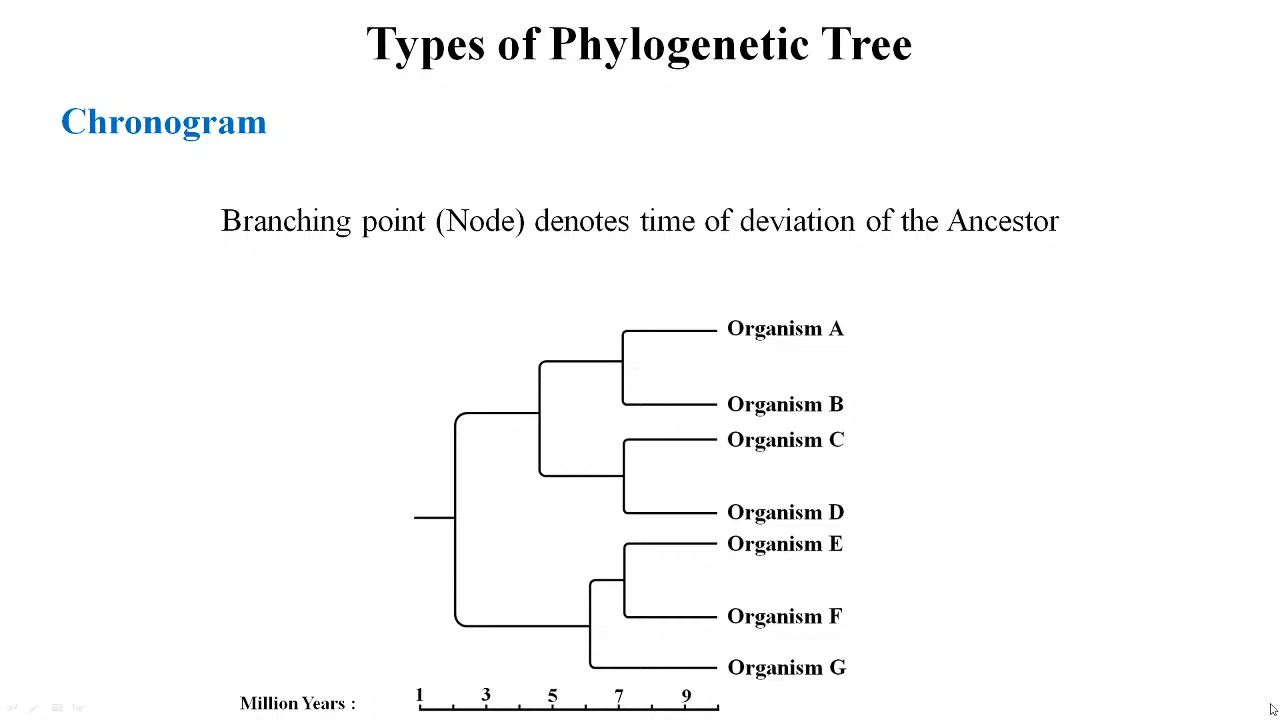 Types of Phylogenetic Tree
Chronogram
Branching point (Node) denotes time of deviation of the Ancestor
Organism A
Organism B
Organism C
Organism D
Organism E
Organism F
Organism G
Million Years : 1 3 5 7 9